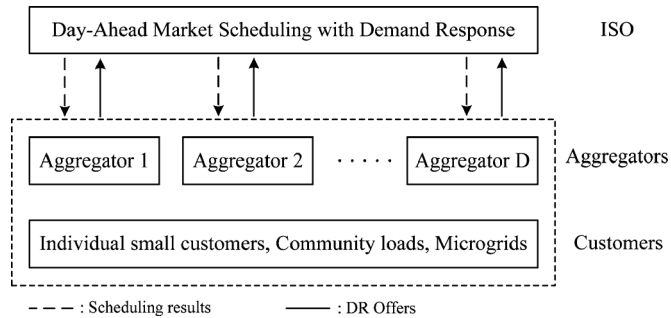 Day-Ahead Market Scheduling with Demand Response
ISO
Aggregator 1
Aggregator 2
· · · · ·
Aggregator D
Aggregators
Individual small customers, Community loads, Microgrids
Customers
: Scheduling results
: DR Offers